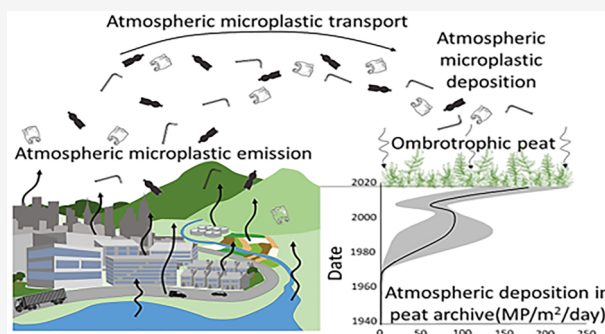 Atmospheric microplastic transport
Atmospheric
microplastic
deposition
Atmospheric microplastic emission
Ombrotrophic peat
2020
2000
1980
1960
1940
Date
Atmospheric deposition in
peat archive(MP/m²/day)
0
50
100
150
200
250